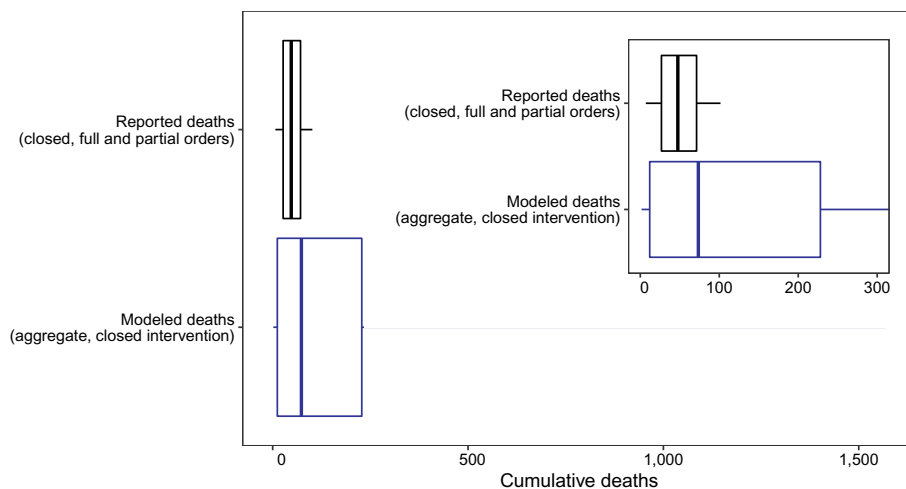 Reported deaths
(closed, full and partial orders)
Modeled deaths
(aggregate, closed intervention)
0
500
1,000
1,500
Cumulative deaths
Reported deaths
(closed, full and partial orders)
Modeled deaths
(aggregate, closed intervention)
0
100
200
300